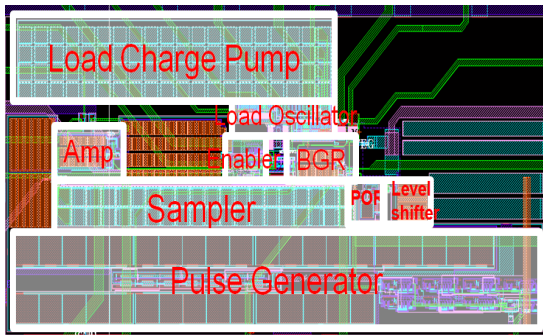 Load Charge Pump
Load Oscillator
Amp
Enabler
BGR
Sampler
POR
Level
shifter
Pulse Generator